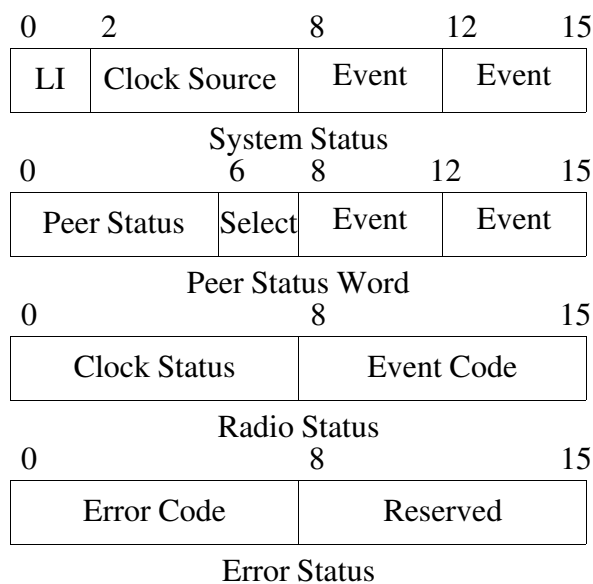 0 2 8 12 15
LI Clock Source Event Event
System Status
0 6 8 12 15
Peer Status Select Event Event
Peer Status Word
0 8 15
Clock Status Event Code
Radio Status
0 8 15
Error Code Reserved
Error Status